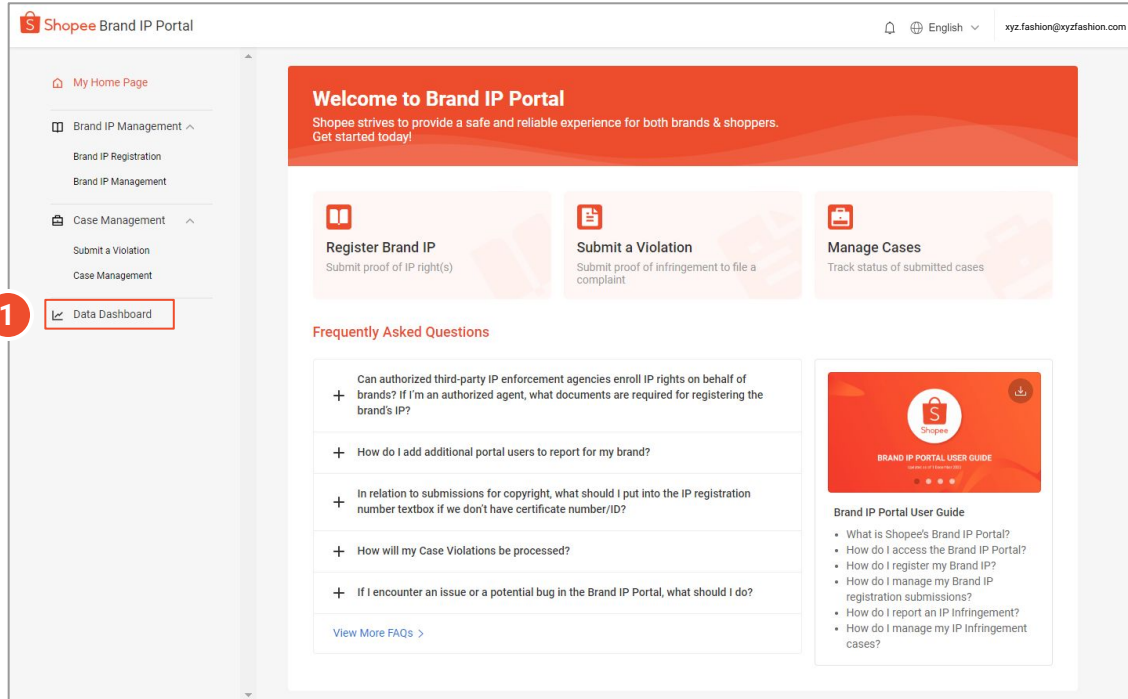 Shopee Brand IP Portal
English
xyz.fashion@xyzfashion.com
My Home Page
Brand IP Management
Brand IP Registration
Brand IP Management
Case Management
Submit a Violation
Case Management
1
Data Dashboard
Welcome to Brand IP Portal
Shopee strives to provide a safe and reliable experience for both brands & shoppers.
Get started today!
Register Brand IP
Submit proof of IP right(s)
Submit a Violation
Submit proof of infringement to file a
complaint
Manage Cases
Track status of submitted cases
Frequently Asked Questions
Can authorized third-party IP enforcement agencies enroll IP rights on behalf of
brands? If I'm an authorized agent, what documents are required for registering the
brand's IP?
How do I add additional portal users to report for my brand?
In relation to submissions for copyright, what should I put into the IP registration
number textbox if we don't have certificate number/ID?
How will my Case Violations be processed?
If I encounter an issue or a potential bug in the Brand IP Portal, what should I do?
View More FAQs >
Shopee
BRAND IP PORTAL USER GUIDE
Brand IP Portal User Guide
• What is Shopee's Brand IP Portal?
• How do I access the Brand IP Portal?
• How do I register my Brand IP?
• How do I manage my Brand IP
registration submissions?
• How do I report an IP Infringement?
• How do I manage my IP Infringement
cases?